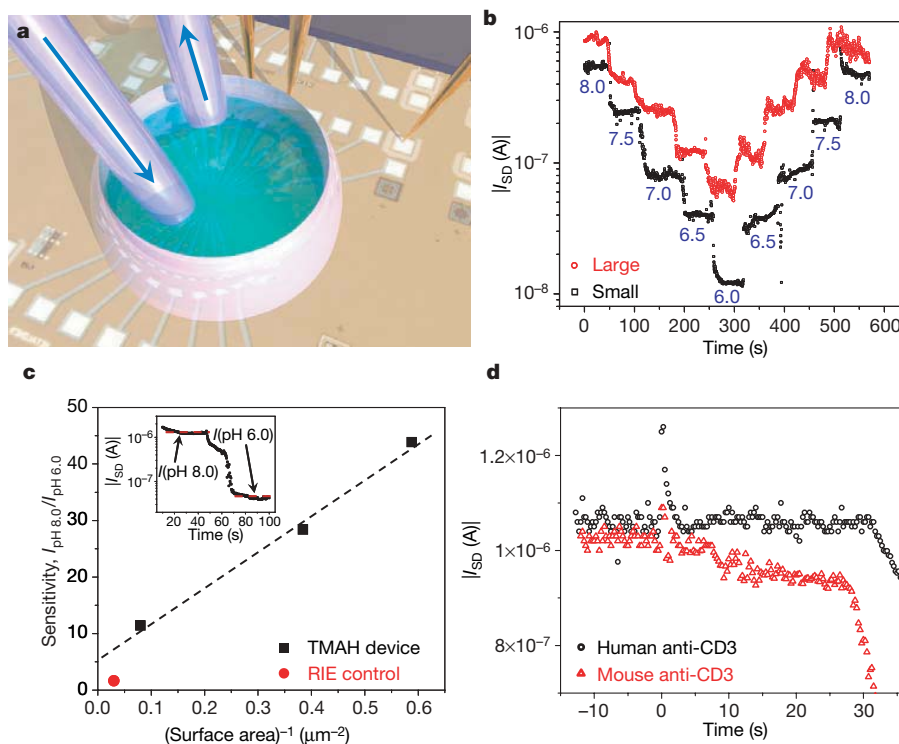 a
b
|I_SD (A)|
10⁻⁶
10⁻⁷
10⁻⁸
8.0
7.5
7.0
6.5
6.0
6.5
7.0
7.5
8.0
Large
Small
0 100 200 300 400 500 600
Time (s)
c
Sensitivity, I_pH 8.0/I_pH 6.0
50
40
30
20
10
0
|I_SD (A)|
10⁻⁶
10⁻⁷
I(pH 6.0)
I(pH 8.0)
20 40 60 80 100
Time (s)
TMAH device
RIE control
0.0 0.1 0.2 0.3 0.4 0.5 0.6
(Surface area)⁻¹ (μm⁻²)
d
|I_SD (A)|
1.2×10⁻⁶
1×10⁻⁶
8×10⁻⁷
Human anti-CD3
Mouse anti-CD3
−10 0 10 20 30
Time (s)